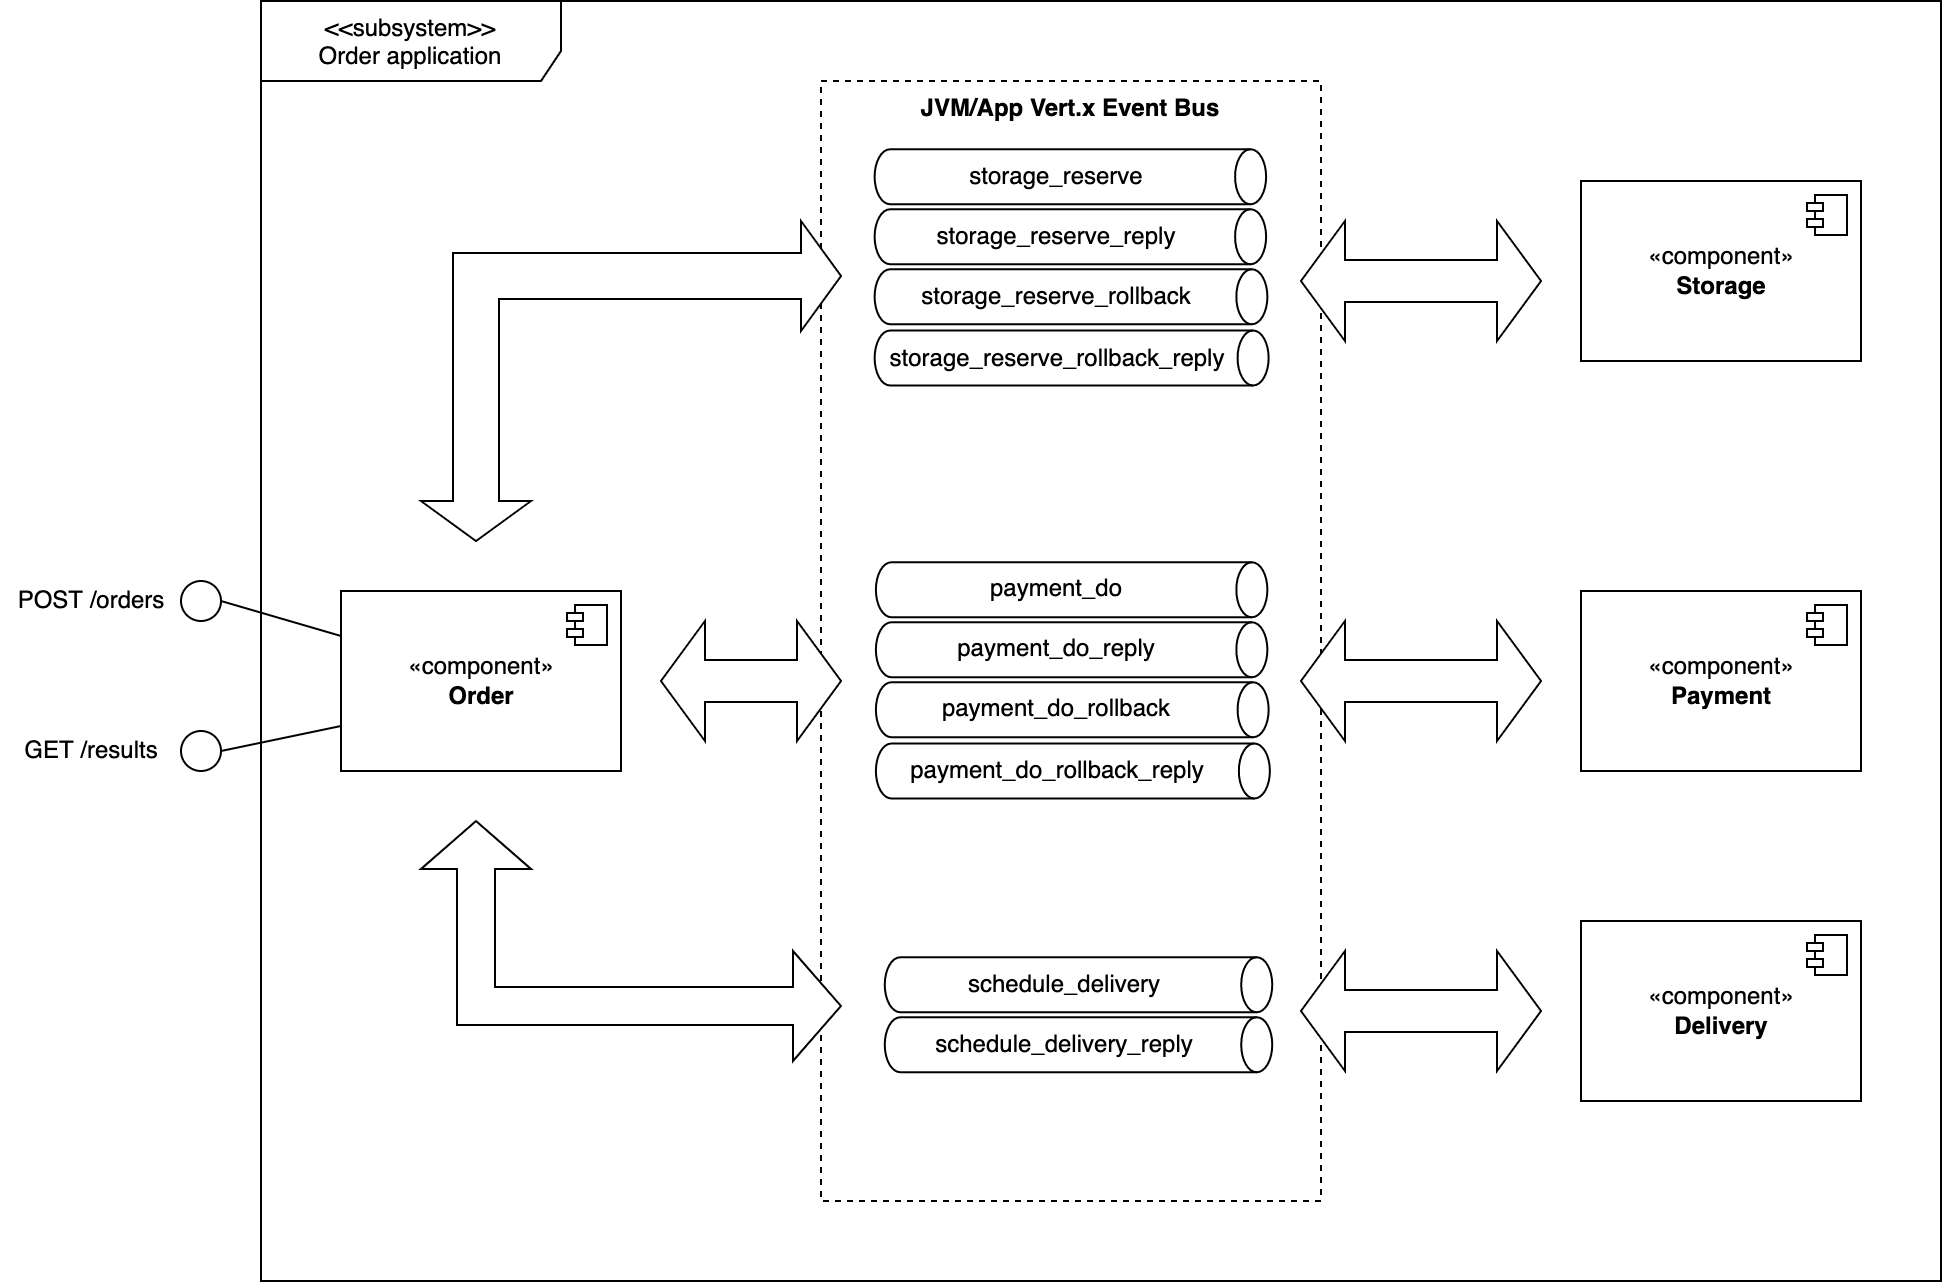 <<subsystem>>
Order application
JVM/App Vert.x Event Bus
storage_reserve
storage_reserve_reply
storage_reserve_rollback
storage_reserve_rollback_reply
«component»
Storage
POST /orders
GET /results
«component»
Order
payment_do
payment_do_reply
payment_do_rollback
payment_do_rollback_reply
«component»
Payment
schedule_delivery
schedule_delivery_reply
«component»
Delivery